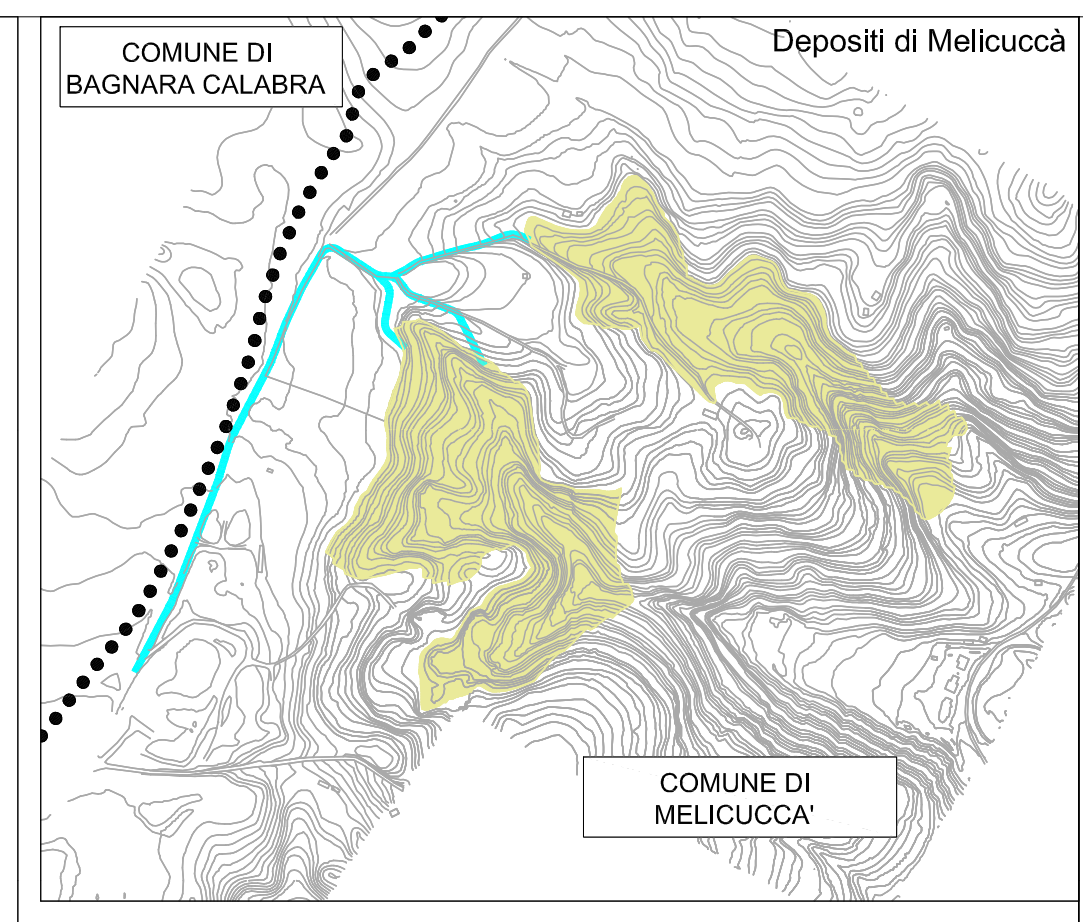 COMUNE DI
BAGNARA CALABRA
Depositi di Melicuccà
COMUNE DI
MELICUCCA'